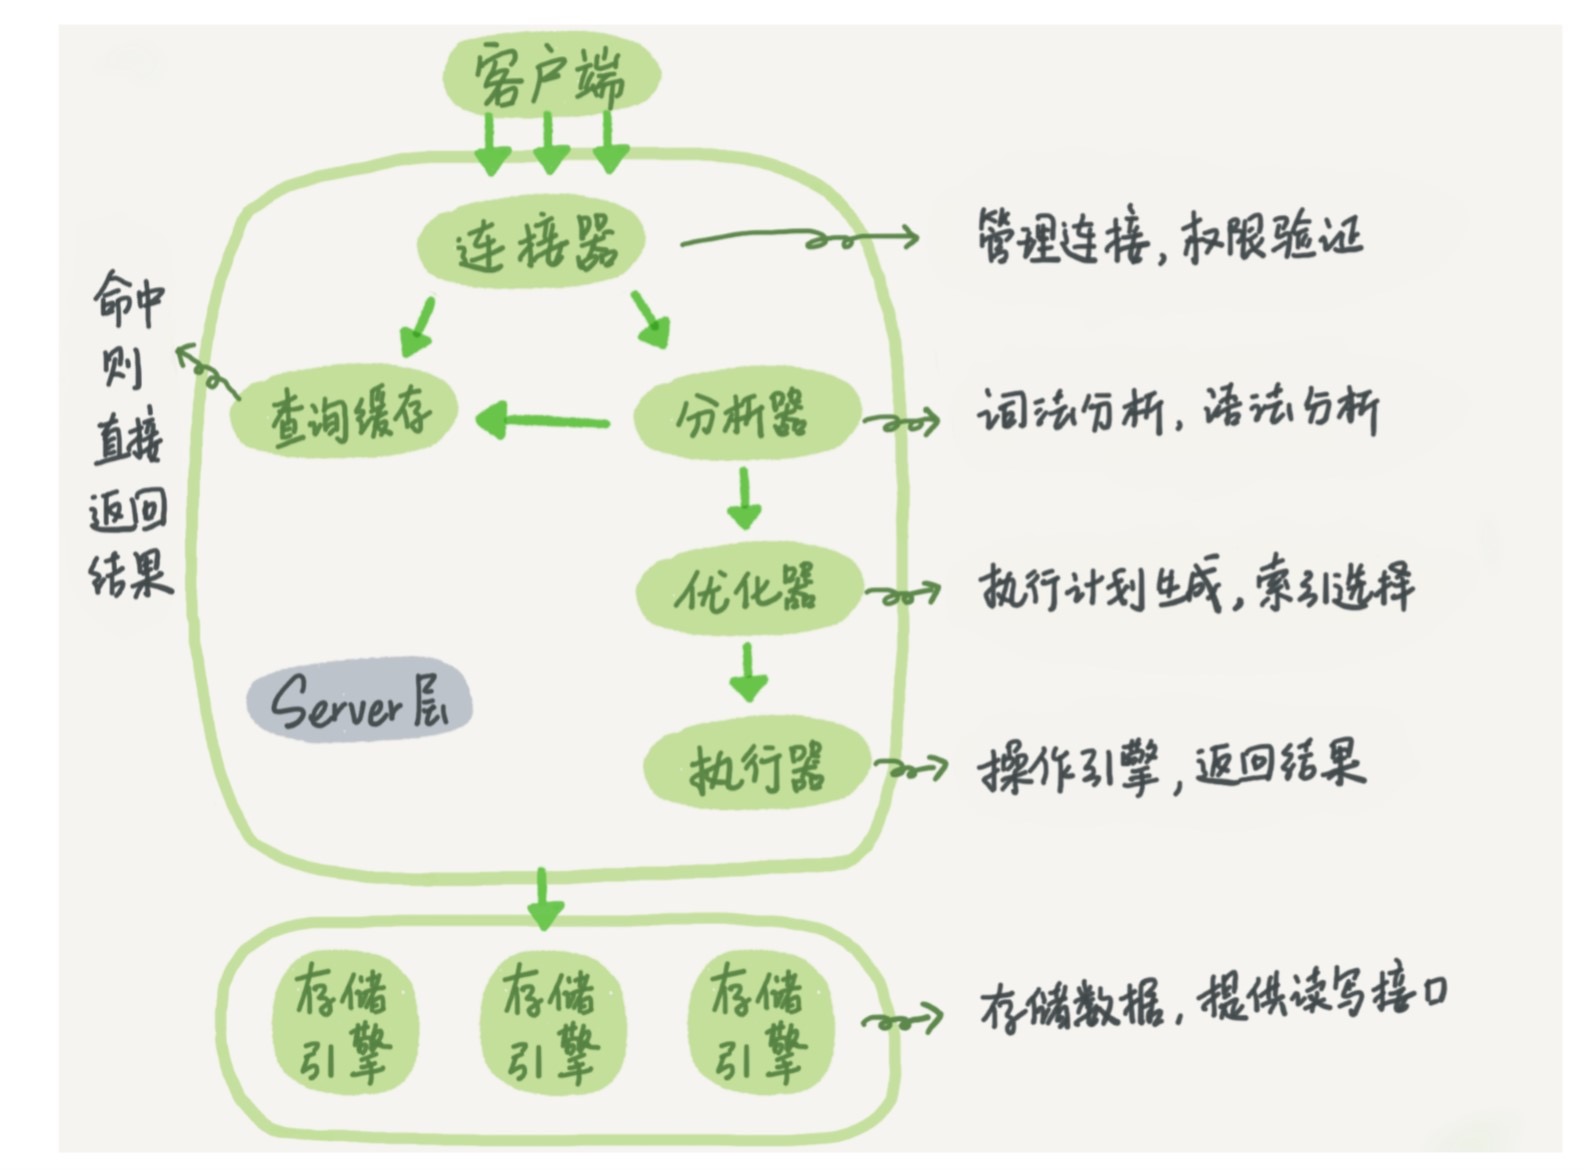 客户端
连接器
管理连接,权限验证
命中
则
直接
返回
结果
查询缓存
分析器
词法分析,语法分析
优化器
执行计划生成,索引选择
Server层
执行器
操作引擎,返回结果
存储
引擎
存储
引擎
存储
引擎
存储数据,提供读写接口